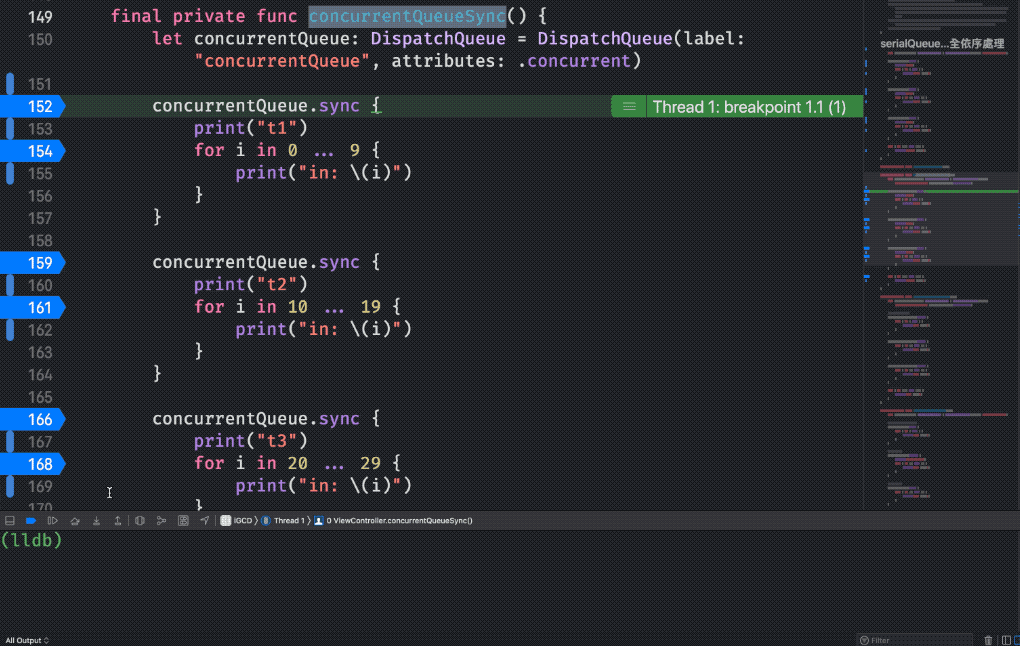 149 final private func concurrentQueueSync() {
150 let concurrentQueue: DispatchQueue = DispatchQueue(label:
"concurrentQueue", attributes: .concurrent)
151
152 concurrentQueue.sync { Thread 1: breakpoint 1.1 (1)
153 print("t1")
154 for i in 0 ... 9 {
155 print("in: \(i)")
156 }
157 }
158
159 concurrentQueue.sync {
160 print("t2")
161 for i in 10 ... 19 {
162 print("in: \(i)")
163 }
164 }
165
166 concurrentQueue.sync {
167 print("t3")
168 for i in 20 ... 29 {
169 print("in: \(i)")
170 }
serialQueue...全依序處理
IGCD Thread 1 0 ViewController.concurrentQueueSync()
(lldb)
All Output
Filter